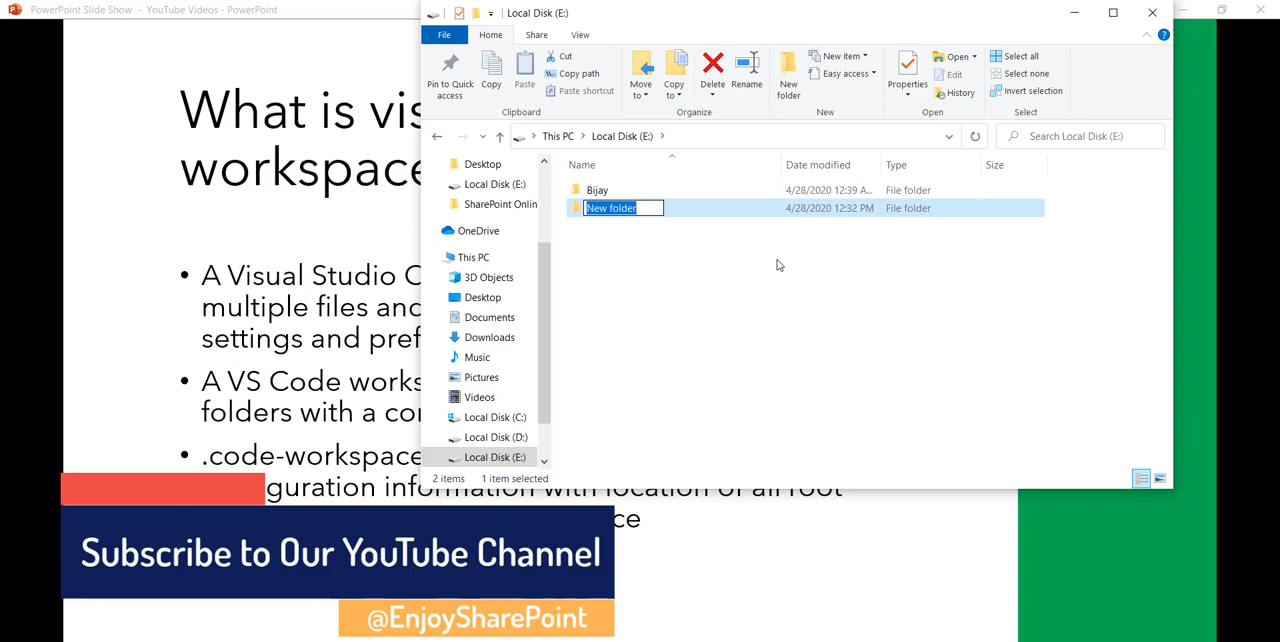 PowerPoint Slide Show - YouTube Videos - PowerPoint
Local Disk (E:)
File Home Share View
Pin to Quick access
Copy
Paste
Cut
Copy path
Paste shortcut
Clipboard
Move to
Copy to
Delete
Rename
Organize
New folder
New item
Easy access
New
Properties
Open
Edit
History
Open
Select all
Select none
Invert selection
Select
This PC > Local Disk (E:) >
Search Local Disk (E:)
Desktop
Local Disk (E:)
SharePoint Onlin
OneDrive
This PC
3D Objects
Desktop
Documents
Downloads
Music
Pictures
Videos
Local Disk (C:)
Local Disk (D:)
Local Disk (E:)
Name Date modified Type Size
Bijay 4/28/2020 12:39 A... File folder
New folder 4/28/2020 12:32 PM File folder
2 items 1 item selected
What is vis
workspace
• A Visual Studio C
multiple files and
settings and pref
• A VS Code works
folders with a co
• .code-workspace
guration information with location of all root
ce
Subscribe to Our YouTube Channel
@EnjoySharePoint